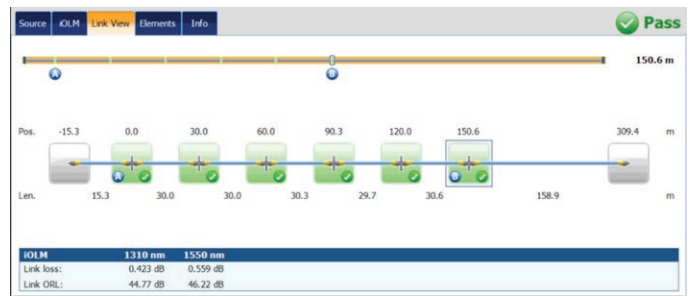 Source iOLM Link View Elements Info Pass
150.6 m
A B
Pos. -15.3 0.0 30.0 60.0 90.3 120.0 150.6 309.4 m
A B
Len. 15.3 30.0 30.0 30.3 29.7 30.6 158.9 m
iOLM 1310 nm 1550 nm
Link loss: 0.423 dB 0.559 dB
Link ORL: 44.77 dB 46.22 dB